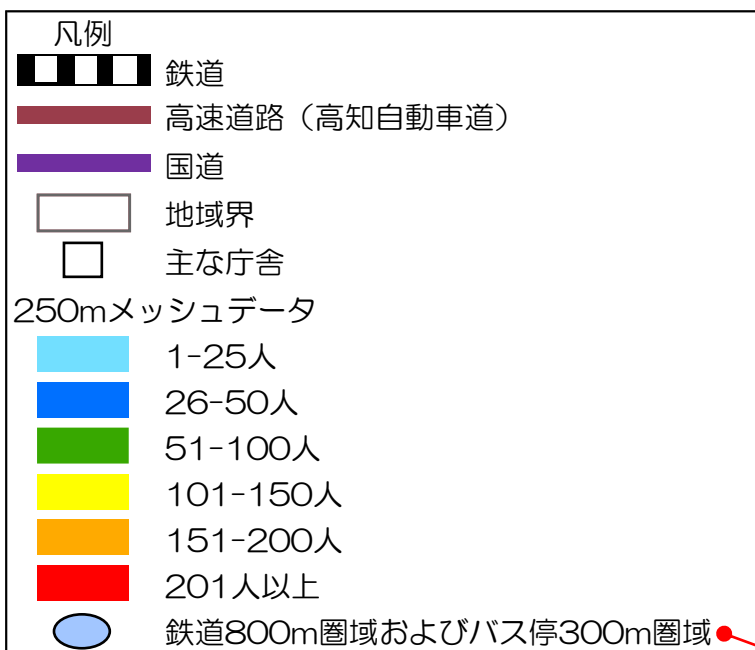 凡例
鉄道
高速道路（高知自動車道）
国道
地域界
主な庁舎
250mメッシュデータ
1-25人
26-50人
51-100人
101-150人
151-200人
201人以上
鉄道800m圏域およびバス停300m圏域